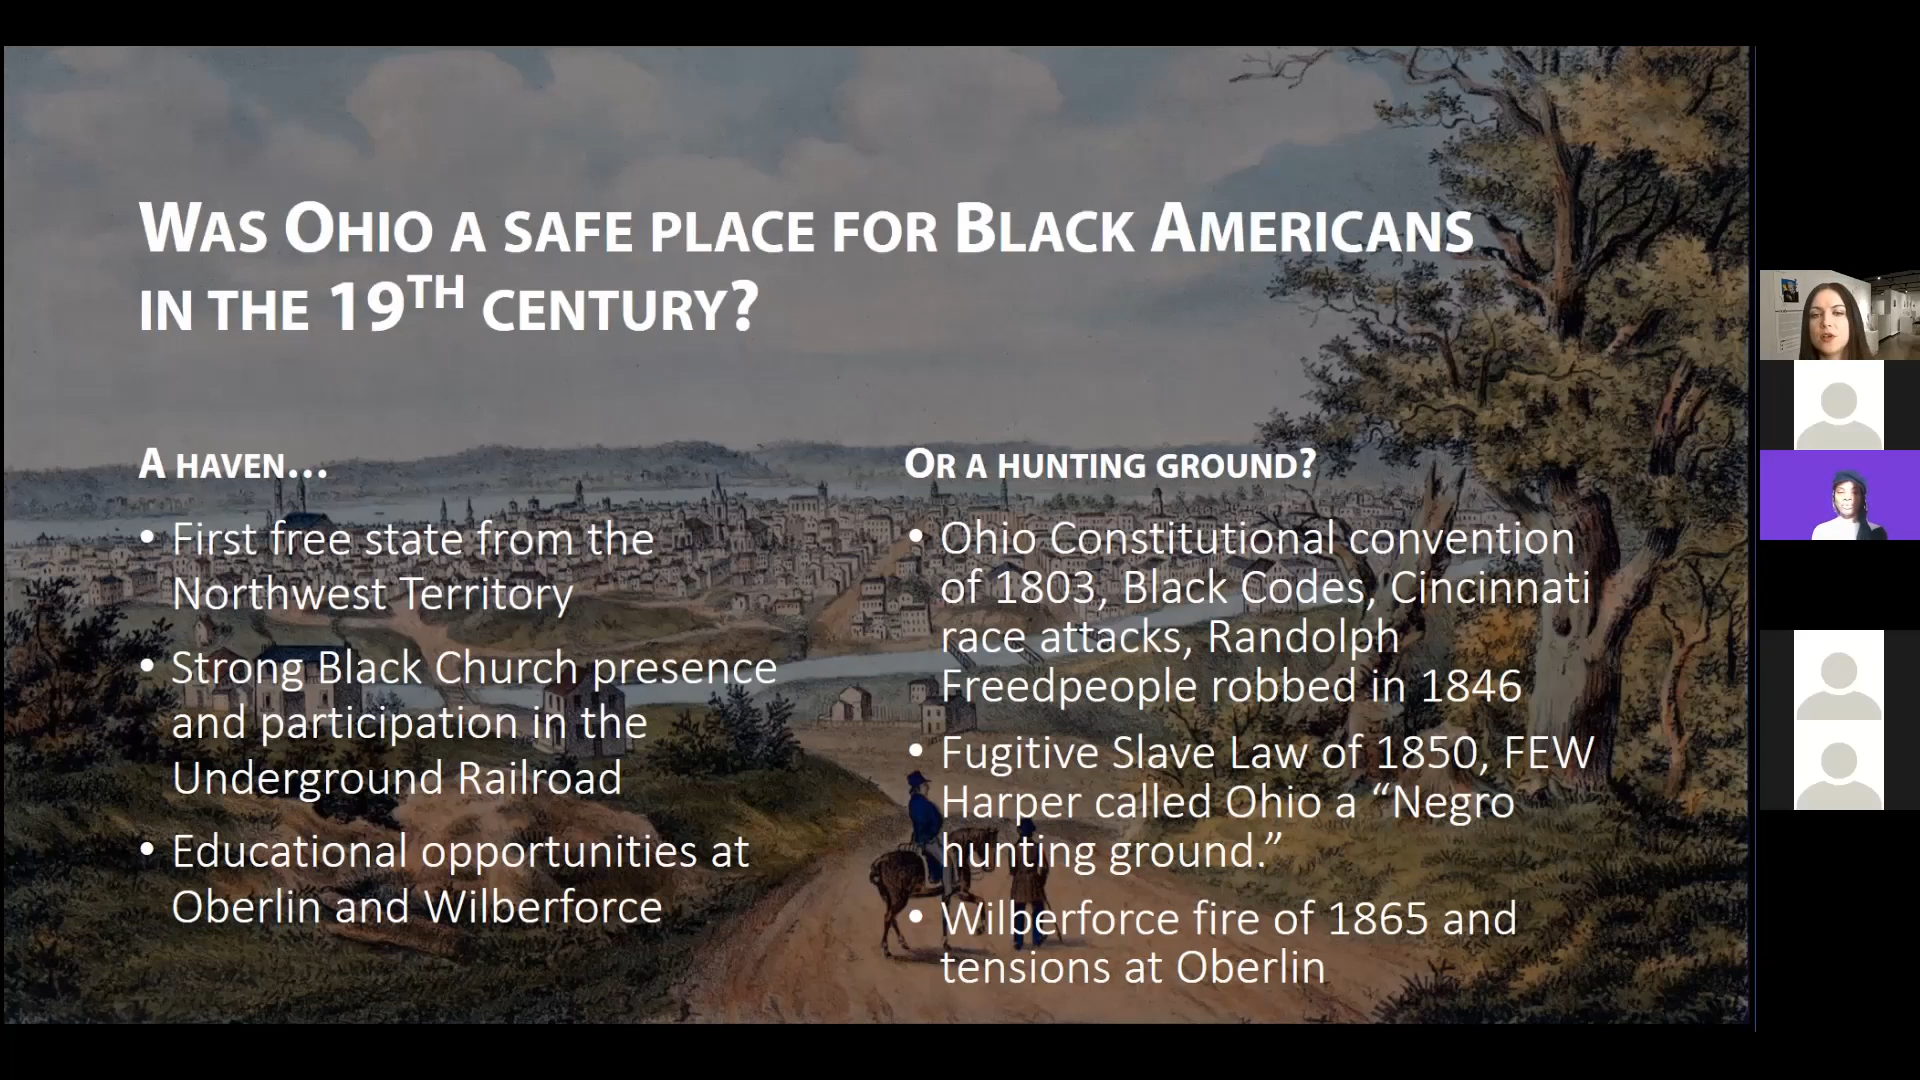 WAS OHIO A SAFE PLACE FOR BLACK AMERICANS
IN THE 19TH CENTURY?
A HAVEN...
• First free state from the
Northwest Territory
• Strong Black Church presence
and participation in the
Underground Railroad
• Educational opportunities at
Oberlin and Wilberforce
OR A HUNTING GROUND?
• Ohio Constitutional convention
of 1803, Black Codes, Cincinnati
race attacks, Randolph
Freedpeople robbed in 1846
• Fugitive Slave Law of 1850, FEW
Harper called Ohio a “Negro
hunting ground.”
• Wilberforce fire of 1865 and
tensions at Oberlin